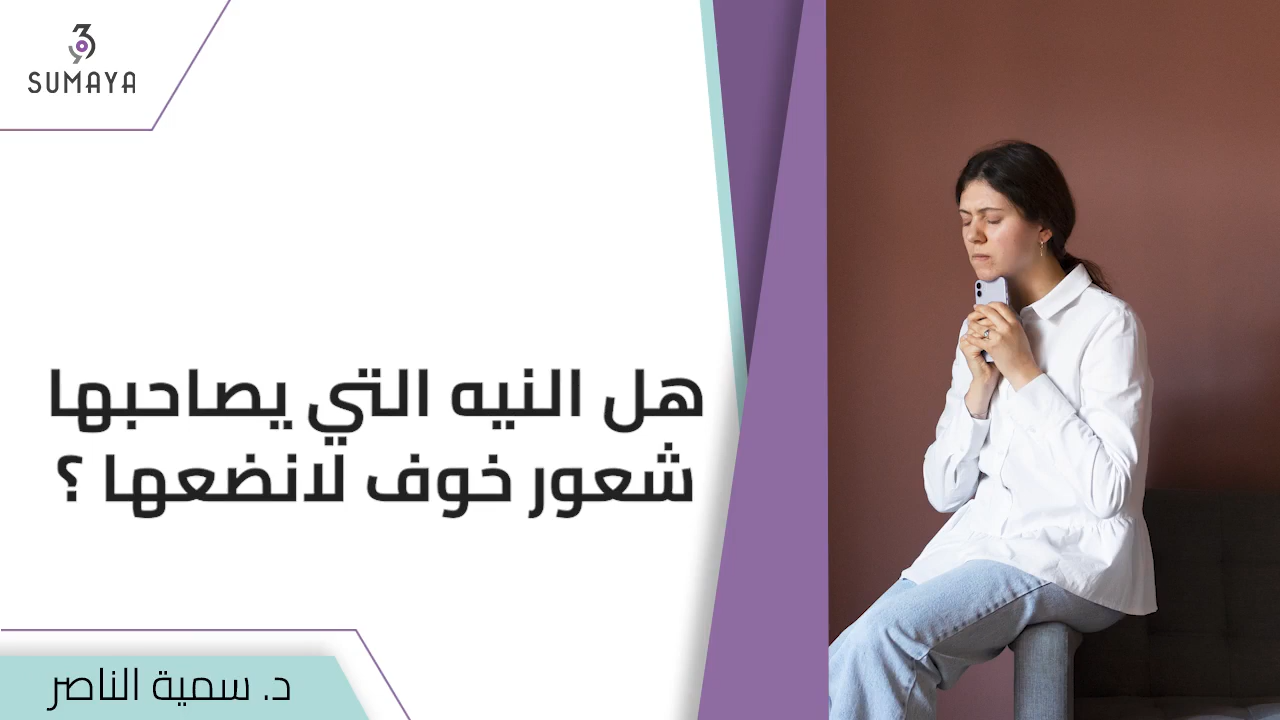 SUMAYA
هل النيه التي يصاحبها
شعور خوف لانضعها ؟
د. سمية الناصر